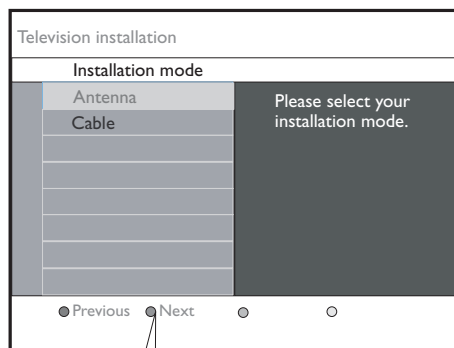 Television installation
Installation mode
Antenna
Cable
Please select your
installation mode.
Previous Next